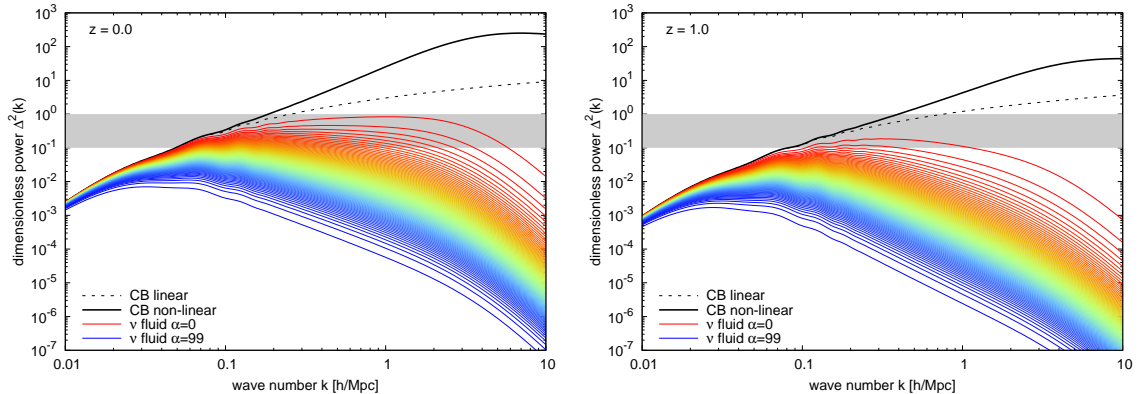 z = 0.0
dimensionless power Δ²(k)
10³
10²
10¹
10⁰
10⁻¹
10⁻²
10⁻³
10⁻⁴
10⁻⁵
10⁻⁶
10⁻⁷
CB linear
CB non-linear
ν fluid α=0
ν fluid α=99
0.01 0.1 1 10
wave number k [h/Mpc]
z = 1.0
dimensionless power Δ²(k)
10³
10²
10¹
10⁰
10⁻¹
10⁻²
10⁻³
10⁻⁴
10⁻⁵
10⁻⁶
10⁻⁷
CB linear
CB non-linear
ν fluid α=0
ν fluid α=99
0.01 0.1 1 10
wave number k [h/Mpc]